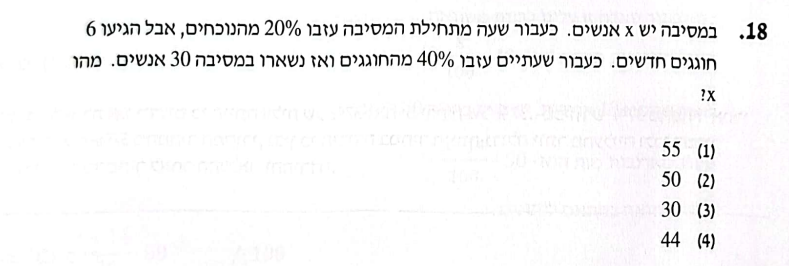 18. במסיבה יש x אנשים. כעבור שעה מתחילת המסיבה עזבו 20% מהנוכחים, אבל הגיעו 6
חוגגים חדשים. כעבור שעתיים עזבו 40% מהחוגגים ואז נשארו במסיבה 30 אנשים. מהו
x?
(1) 55
(2) 50
(3) 30
(4) 44